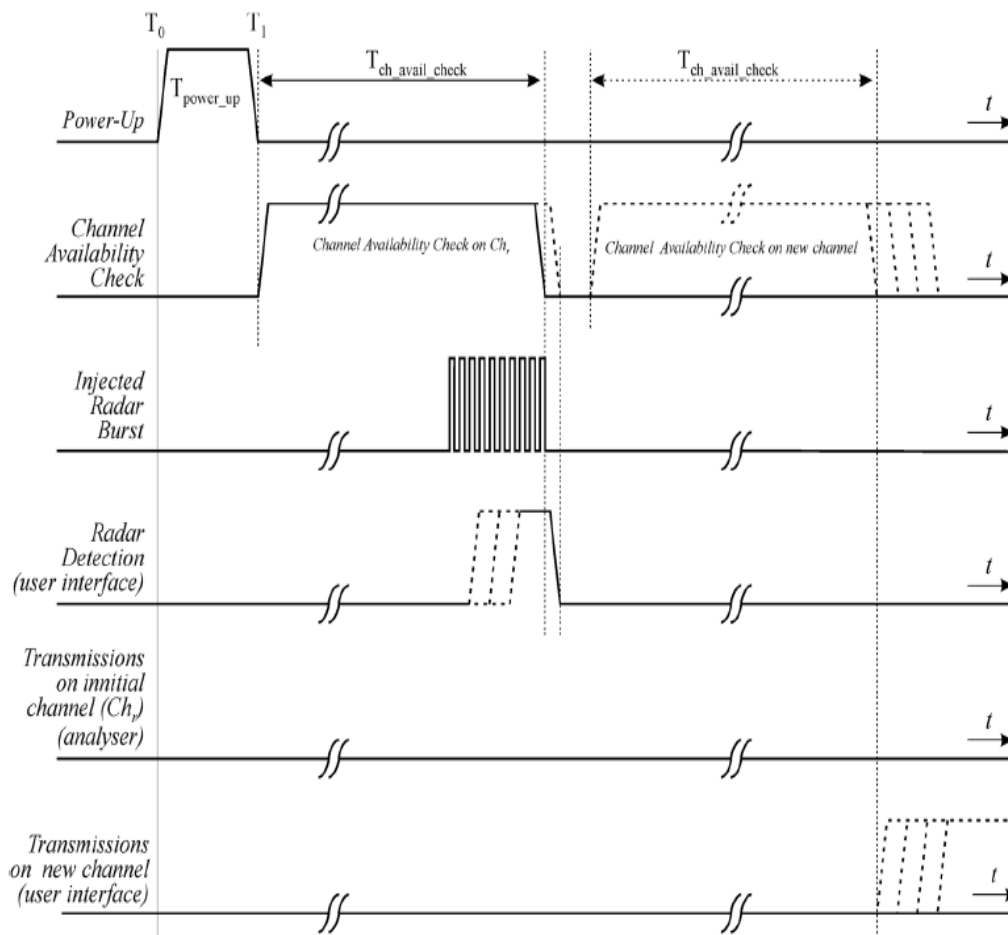 T0 T1
Tch_avail_check Tch_avail_check
Tpower_up
Power-Up
t
Channel
Availability
Check
Channel Availability Check on Chr
Channel Availability Check on new channel
t
Injected
Radar
Burst
t
Radar
Detection
(user interface)
t
Transmissions
on innitial
channel (Chr)
(analyser)
t
Transmissions
on new channel
(user interface)
t